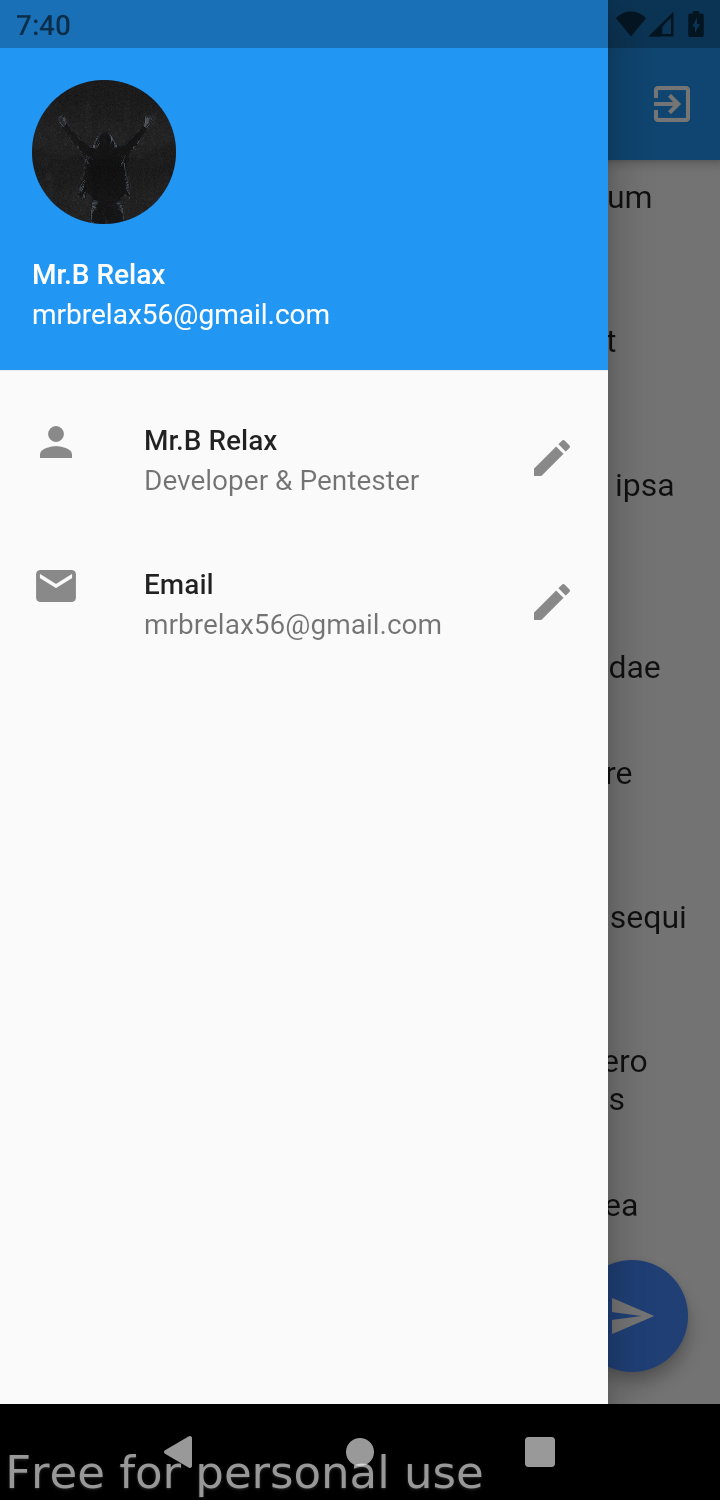 7:40
Mr.B Relax
mrbrelax56@gmail.com
Mr.B Relax
Developer & Pentester
Email
mrbrelax56@gmail.com
um
t
ipsa
dae
re
sequi
ero
s
ea
Free for personal use